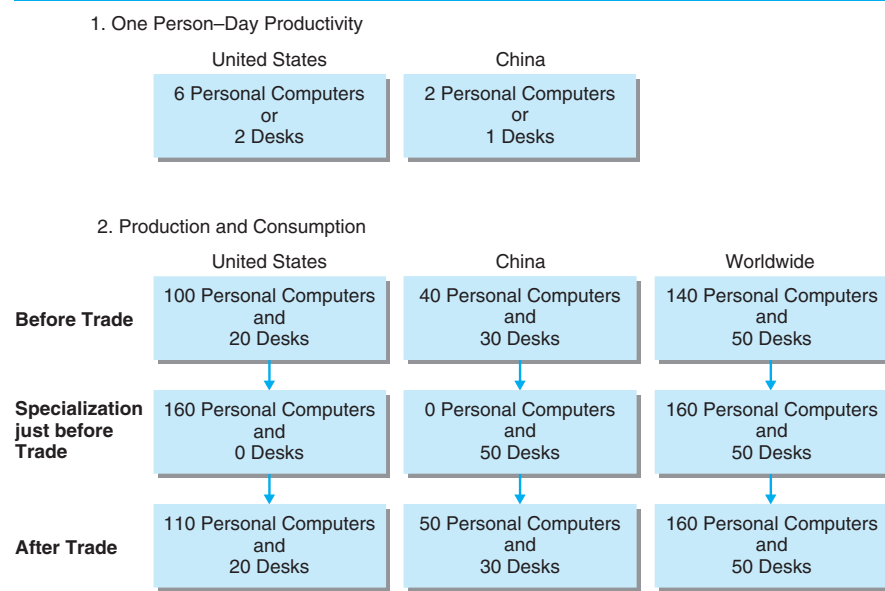 1. One Person–Day Productivity
United States
China
6 Personal Computers
or
2 Desks
2 Personal Computers
or
1 Desks
2. Production and Consumption
United States
China
Worldwide
Before Trade
100 Personal Computers
and
20 Desks
40 Personal Computers
and
30 Desks
140 Personal Computers
and
50 Desks
Specialization
just before
Trade
160 Personal Computers
and
0 Desks
0 Personal Computers
and
50 Desks
160 Personal Computers
and
50 Desks
After Trade
110 Personal Computers
and
20 Desks
50 Personal Computers
and
30 Desks
160 Personal Computers
and
50 Desks